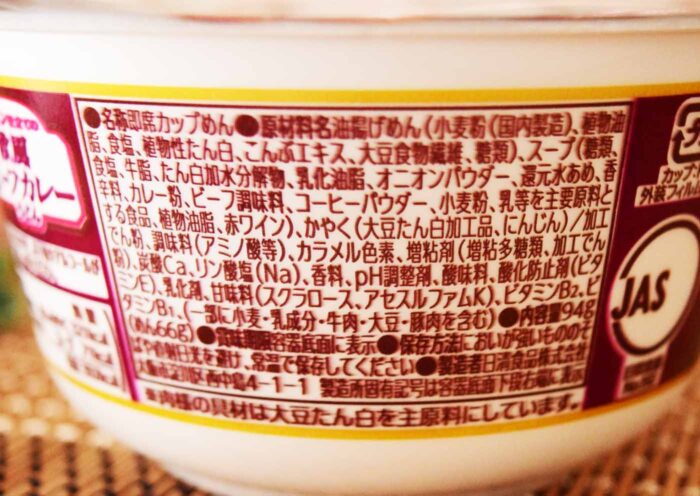 ●名称即席カップめん●原材料名油揚げめん(小麦粉(国内製造)、植物油
脂、食塩、植物性たん白、こんぶエキス、大豆食物繊維、糖類)、スープ(糖類、
食塩、牛脂、たん白加水分解物、乳化油脂、オニオンパウダー、還元水あめ、香
辛料、カレー粉、ビーフ調味料、コーヒーパウダー、小麦粉、乳等を主要原料と
する食品、植物油脂、赤ワイン)、かやく(大豆たん白加工品、にんじん)/加工
でん粉、調味料(アミノ酸等)、カラメル色素、増粘剤(増粘多糖類、加工でん
粉)、炭酸Ca、リン酸塩(Na)、香料、pH調整剤、酸味料、酸化防止剤(ビタ
ミンE)、乳化剤、甘味料(スクラロース、アセスルファムK)、ビタミンB2、ビ
タミンB1、(一部に小麦・乳成分・牛肉・大豆・豚肉を含む)●内容量94g
(めん66g)●賞味期限容器底面に表示●保存方法においが強いもののそ
ばや直射日光を避け、常温で保存してください●製造者日清食品株式会社
大阪市淀川区西中島4-1-1 製造所固有記号は容器底面下段右端に表示
※肉様の具材は大豆たん白を主原料にしています。
風
ーフカレー
カップ・
外装フィル
JAS